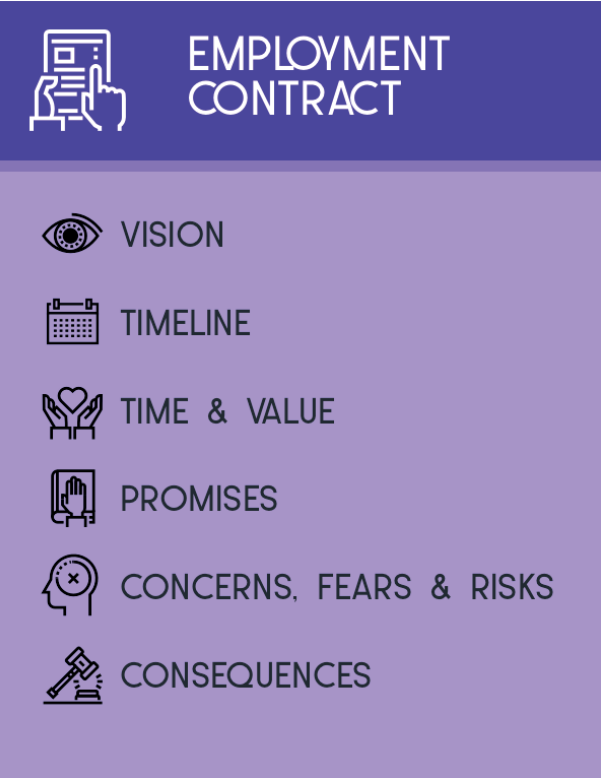 EMPLOYMENT
CONTRACT
VISION
TIMELINE
TIME & VALUE
PROMISES
CONCERNS, FEARS & RISKS
CONSEQUENCES